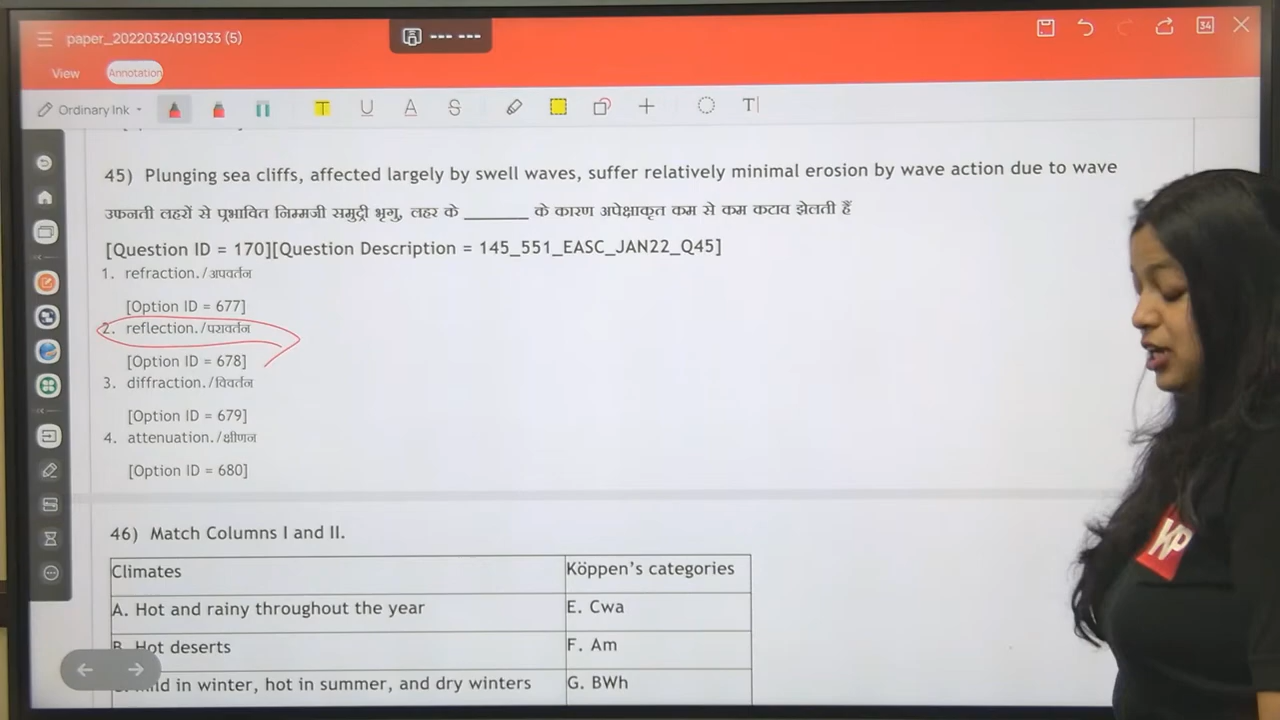 paper_20220324091933 (5)
--- ---
34
View
Annotation
Ordinary Ink
T U A S T
45) Plunging sea cliffs, affected largely by swell waves, suffer relatively minimal erosion by wave action due to wave
उफनती लहरों से प्रभावित निम्मजी समुद्री भृगु, लहर के _______ के कारण अपेक्षाकृत कम से कम कटाव झेलती हैं
[Question ID = 170][Question Description = 145_551_EASC_JAN22_Q45]
1. refraction./अपवर्तन
[Option ID = 677]
2. reflection./परावर्तन
[Option ID = 678]
3. diffraction./विवर्तन
[Option ID = 679]
4. attenuation./क्षीणन
[Option ID = 680]
46) Match Columns I and II.
Climates Köppen's categories
A. Hot and rainy throughout the year E. Cwa
B. Hot deserts F. Am
in winter, hot in summer, and dry winters G. BWh